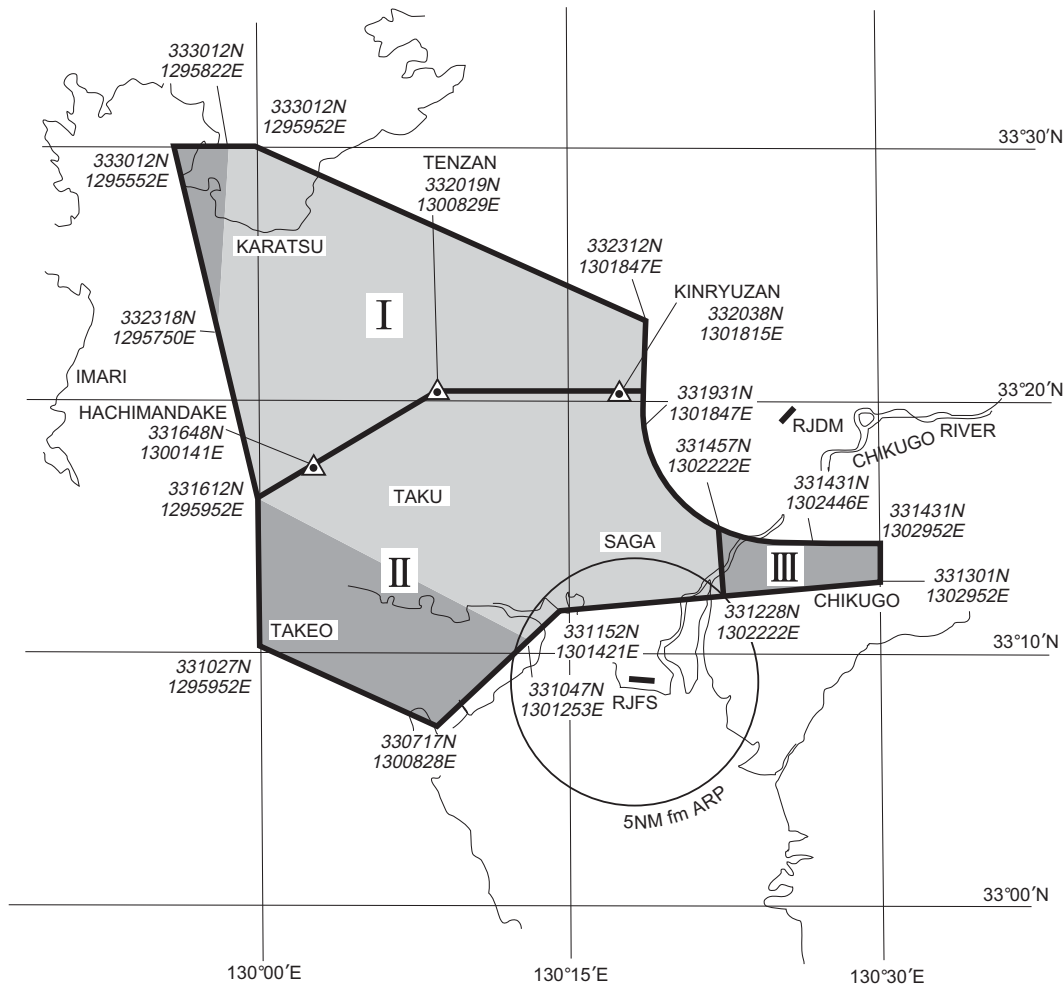 333012N
1295822E
333012N
1295952E
33°30′N
333012N
1295552E
TENZAN
332019N
1300829E
KARATSU
332312N
1301847E
KINRYUZAN
332038N
1301815E
I
332318N
1295750E
IMARI
33°20′N
HACHIMANDAKE
331648N
1300141E
331931N
1301847E
RJDM
CHIKUGO RIVER
331457N
1302222E
331612N
1295952E
TAKU
331431N
1302446E
331431N
1302952E
SAGA
II
III
331301N
1302952E
CHIKUGO
TAKEO
331152N
1301421E
331228N
1302222E
33°10′N
331027N
1295952E
331047N
1301253E
RJFS
330717N
1300828E
5NM fm ARP
33°00′N
130°00′E
130°15′E
130°30′E